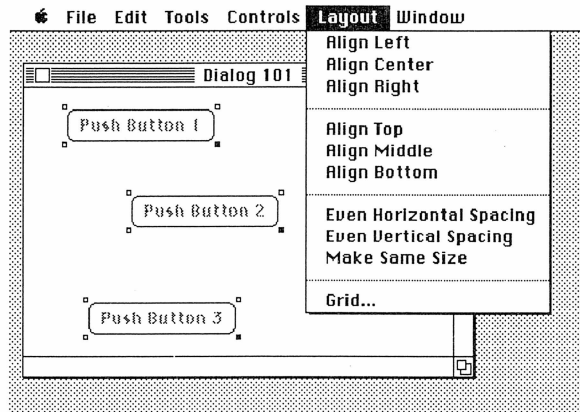 File Edit Tools Controls Layout Window
Dialog 101
Push Button 1
Push Button 2
Push Button 3
Align Left
Align Center
Align Right
Align Top
Align Middle
Align Bottom
Even Horizontal Spacing
Even Vertical Spacing
Make Same Size
Grid...